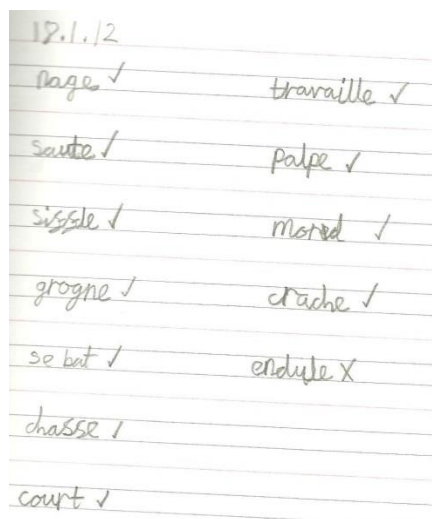 18.1.12
nage ✓
saute ✓
sissle ✓
grogne ✓
se bat ✓
chasse ✓
court ✓
travaille ✓
palpe ✓
mord ✓
crache ✓
endule X